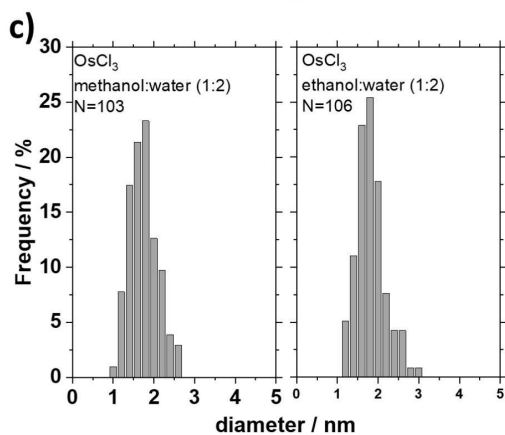 c)
Frequency / %
30
25
20
15
10
5
0
OsCl₃
methanol:water (1:2)
N=103
0 1 2 3 4 5
OsCl₃
ethanol:water (1:2)
N=106
0 1 2 3 4 5
diameter / nm